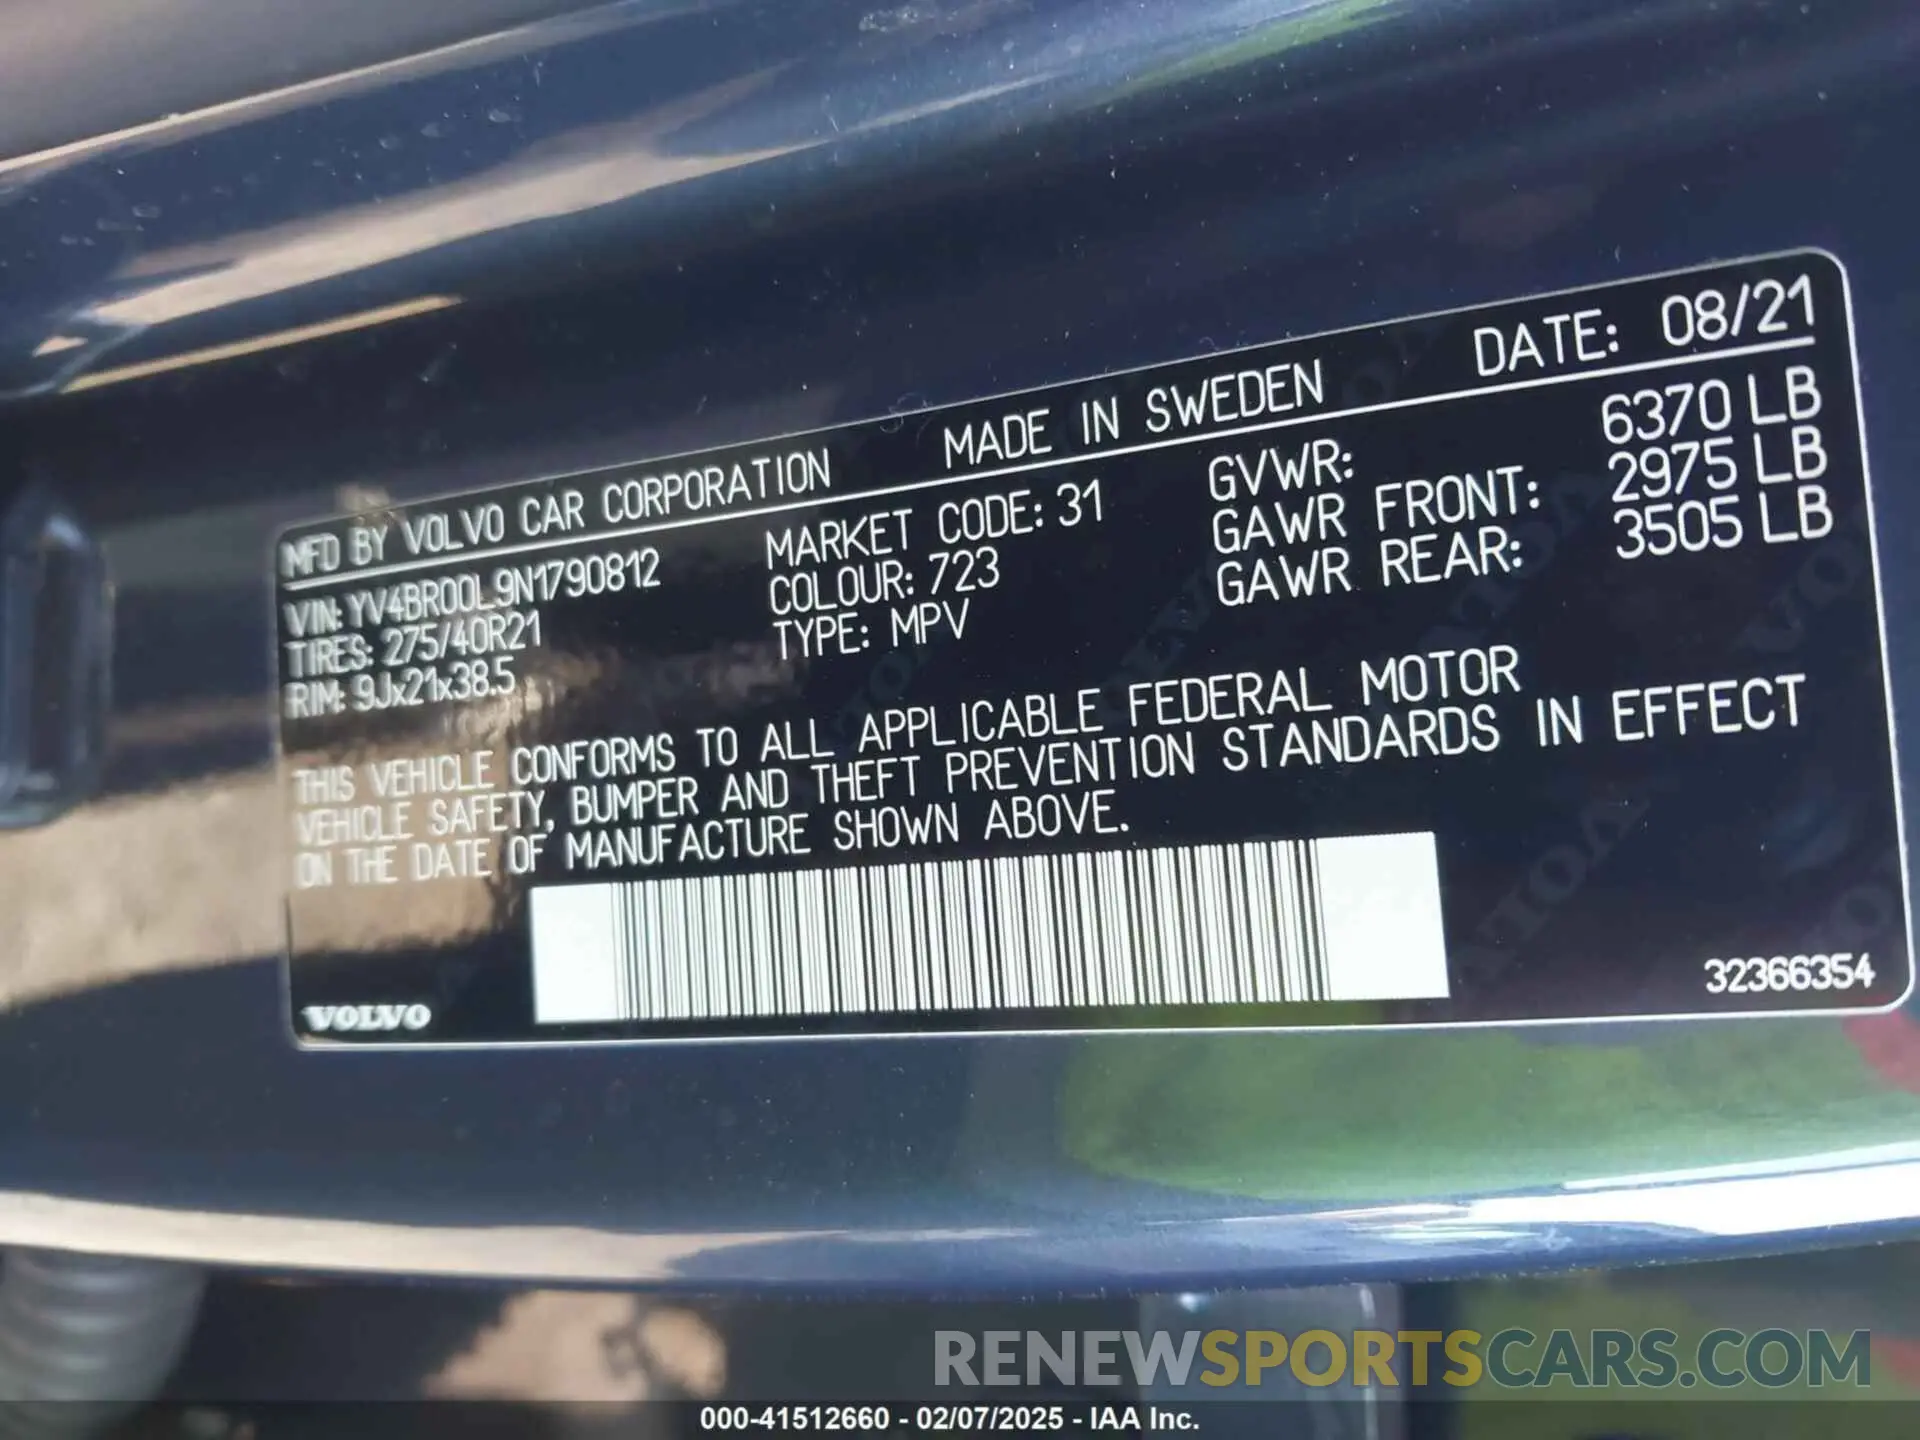 MFD BY VOLVO CAR CORPORATION MADE IN SWEDEN DATE: 08/21
VIN: YV4BR00L9N1790812 MARKET CODE: 31 GVWR: 6370 LB
TIRES: 275/40R21 COLOUR: 723 GAWR FRONT: 2975 LB
RIM: 9Jx21x38.5 TYPE: MPV GAWR REAR: 3505 LB
THIS VEHICLE CONFORMS TO ALL APPLICABLE FEDERAL MOTOR
VEHICLE SAFETY, BUMPER AND THEFT PREVENTION STANDARDS IN EFFECT
ON THE DATE OF MANUFACTURE SHOWN ABOVE.
VOLVO 32366354
RENEWSPORTSCARS.COM
000-41512660 - 02/07/2025 - IAA Inc.